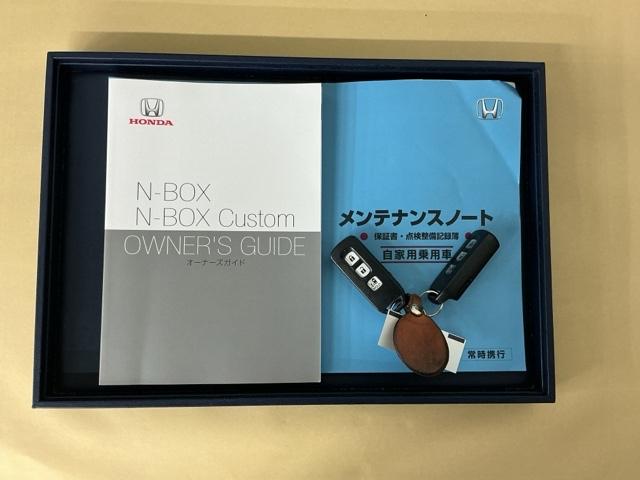 HONDA
N-BOX
N-BOX Custom
OWNER'S GUIDE
オーナーズガイド
メンテナンスノート
● 保証書・点検整備記録簿 ●
自家用乗用車
常時携行